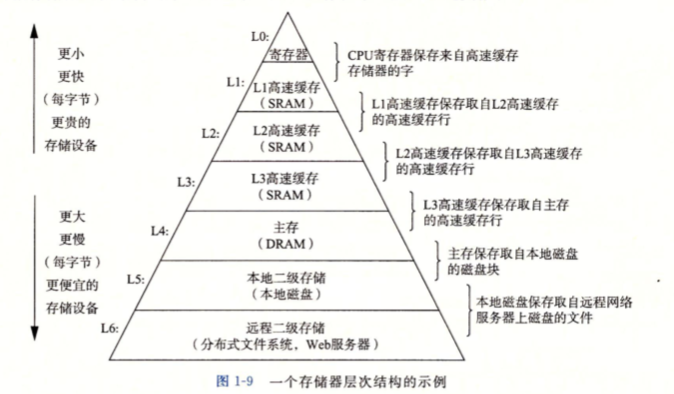 L0:
寄存器
CPU寄存器保存来自高速缓存
存储器的字
更小
更快
（每字节）
更贵的
存储设备
L1:
L1高速缓存
（SRAM）
L1高速缓存保存取自L2高速缓存
的高速缓存行
L2:
L2高速缓存
（SRAM）
L2高速缓存保存取自L3高速缓存
的高速缓存行
L3:
L3高速缓存
（SRAM）
L3高速缓存保存取自主存
的高速缓存行
更大
更慢
（每字节）
更便宜的
存储设备
L4:
主存
（DRAM）
主存保存取自本地磁盘
的磁盘块
L5:
本地二级存储
（本地磁盘）
本地磁盘保存取自远程网络
服务器上磁盘的文件
L6:
远程二级存储
（分布式文件系统，Web服务器）
图 1-9 一个存储器层次结构的示例